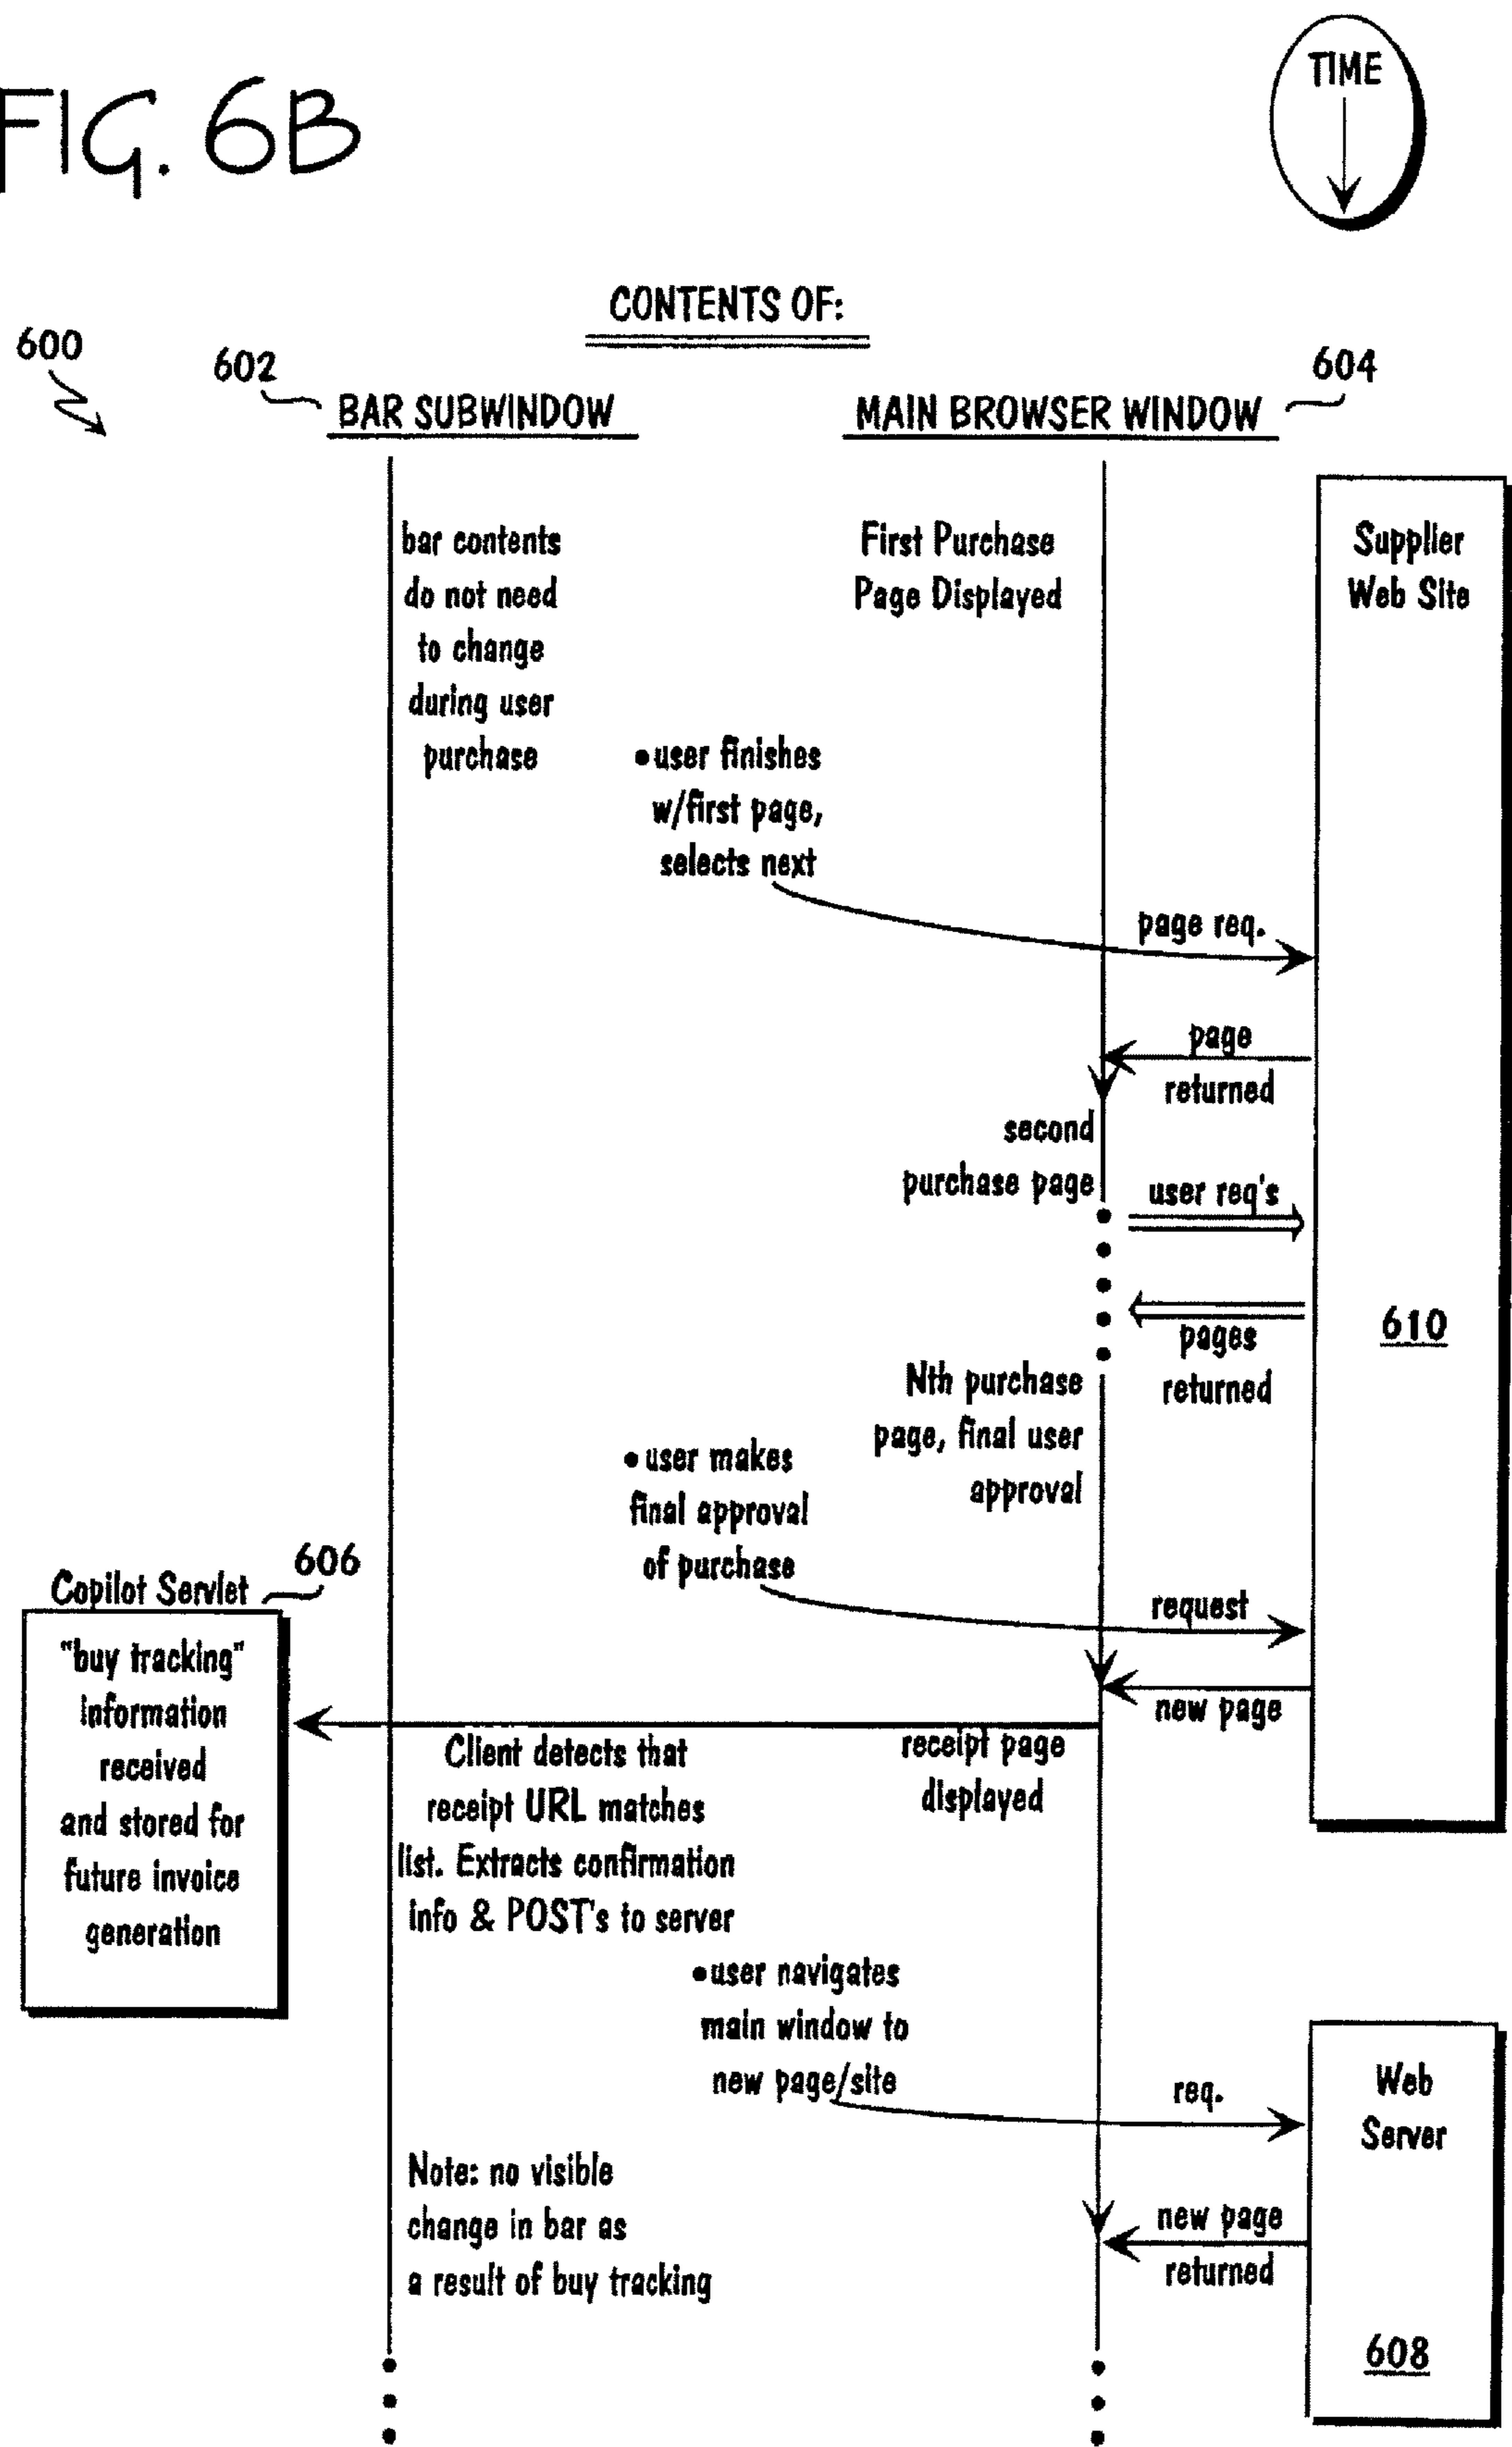 FIG. 6B
TIME
CONTENTS OF:
600
602
BAR SUBWINDOW
604
MAIN BROWSER WINDOW
bar contents
do not need
to change
during user
purchase
First Purchase
Page Displayed
Supplier
Web Site
• user finishes
w/first page,
selects next
page req.
page
returned
second
purchase page
user req's
pages
returned
610
Nth purchase
page, final user
approval
• user makes
final approval
of purchase
request
new page
606
Copilot Servlet
"buy tracking"
information
received
and stored for
future invoice
generation
receipt page
displayed
Client detects that
receipt URL matches
list. Extracts confirmation
info & POST's to server
• user navigates
main window to
new page/site
req.
Web
Server
new page
returned
608
Note: no visible
change in bar as
a result of buy tracking